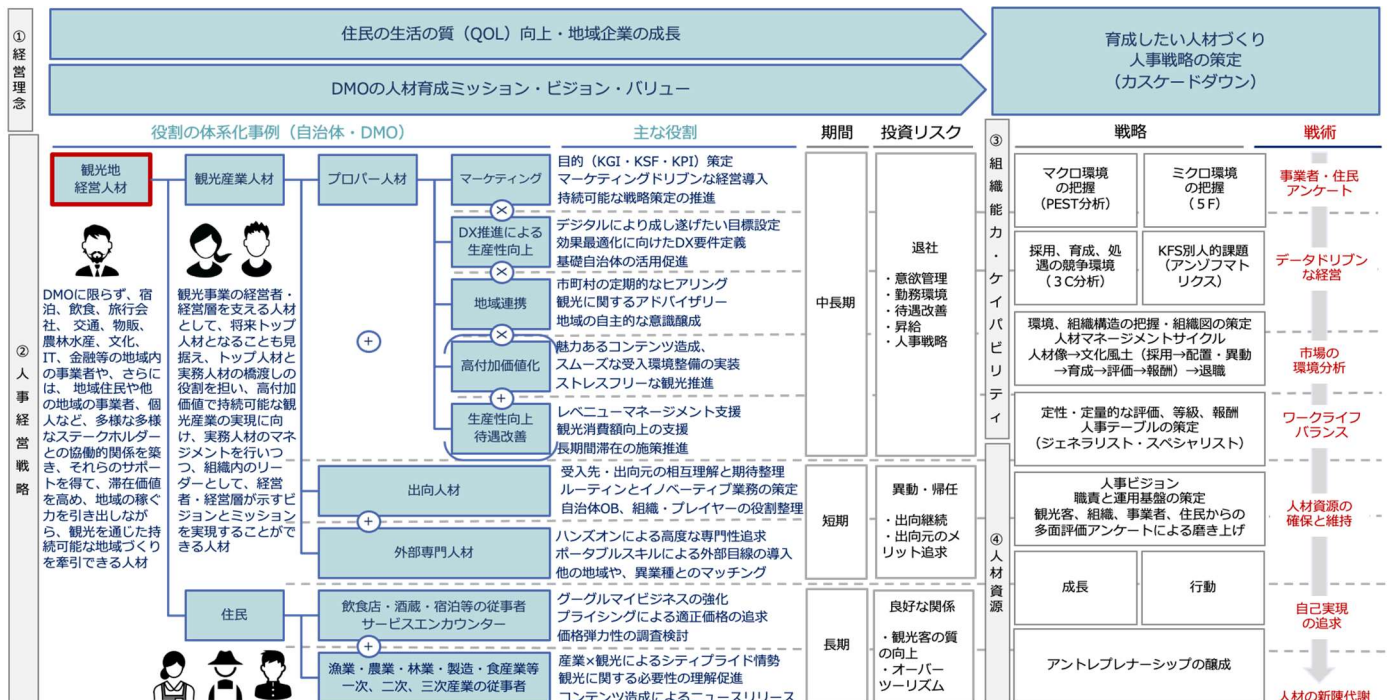 ①
経
営
理
念
住民の生活の質（QOL）向上・地域企業の成長
DMOの人材育成ミッション・ビジョン・バリュー
育成したい人材づくり
人事戦略の策定
（カスケードダウン）
②
人
事
経
営
戦
略
役割の体系化事例（自治体・DMO）
主な役割
期間
投資リスク
観光地
経営人材
観光産業人材
プロパー人材
マーケティング
×
DX推進による
生産性向上
×
地域連携
×
高付加価値化
+
生産性向上
待遇改善
+
DMOに限らず、宿
泊、飲食、旅行会
社、 交通、物販、
農林水産、文化、
IT、金融等の地域内
の事業者や、さらに
は、 地域住民や他
の地域の事業者、個
人など、多様な多様
なステークホルダー
との協働的関係を築
き、それらのサポー
トを得て、滞在価値
を高め、地域の稼ぐ
力を引き出しなが
ら、観光を通じた持
続可能な地域づくり
を牽引できる人材
観光事業の経営者・
経営層を支える人材
として、将来トップ
人材となることも見
据え、トップ人材と
実務人材の橋渡しの
役割を担い、高付加
価値で持続可能な観
光産業の実現に向
け、実務人材のマネ
ジメントを行いつ
つ、組織内のリー
ダーとして、経営
者・経営層が示すビ
ジョンとミッション
を実現することがで
きる人材
目的（KGI・KSF・KPI）策定
マーケティングドリブンな経営導入
持続可能な戦略策定の推進
デジタルにより成し遂げたい目標設定
効果最適化に向けたDX要件定義
基礎自治体の活用促進
市町村の定期的なヒアリング
観光に関するアドバイザリー
地域の自主的な意識醸成
魅力あるコンテンツ造成、
スムーズな受入環境整備の実装
ストレスフリーな観光推進
レベニューマネージメント支援
観光消費額向上の支援
長期間滞在の施策推進
中長期
退社
・意欲管理
・勤務環境
・待遇改善
・昇給
・人事戦略
出向人材
+
外部専門人材
受入先・出向元の相互理解と期待整理
ルーティンとイノベーティブ業務の策定
自治体OB、組織・プレイヤーの役割整理
ハンズオンによる高度な専門性追求
ポータブルスキルによる外部目線の導入
他の地域や、異業種とのマッチング
短期
異動・帰任
・出向継続
・出向元のメ
リット追求
住民
飲食店・酒蔵・宿泊等の従事者
サービスエンカウンター
+
漁業・農業・林業・製造・食産業等
一次、二次、三次産業の従事者
グーグルマイビジネスの強化
プライシングによる適正価格の追求
価格弾力性の調査検討
産業×観光によるシティプライド情勢
観光に関する必要性の理解促進
コンテンツ造成によるニュースリリース
長期
良好な関係
・観光客の質
の向上
・オーバー
ツーリズム
③
組
織
能
力
・
ケ
イ
パ
ビ
リ
テ
ィ
戦略
戦術
マクロ環境
の把握
（PEST分析）
ミクロ環境
の把握
（５F）
採用、育成、処
遇の競争環境
（３C分析）
KFS別人的課題
（アンゾフマト
リクス）
環境、組織構造の把握・組織図の策定
人材マネージメントサイクル
人材像→文化風土（採用→配置・異動
→育成→評価→報酬）→退職
定性・定量的な評価、等級、報酬
人事テーブルの策定
（ジェネラリスト・スペシャリスト）
④
人
材
資
源
人事ビジョン
職責と運用基盤の策定
観光客、組織、事業者、住民からの
多面評価アンケートによる磨き上げ
成長
行動
アントレプレナーシップの醸成
事業者・住民
アンケート
データドリブン
な経営
市場の
環境分析
ワークライフ
バランス
人材資源の
確保と維持
自己実現
の追求
人材の新陳代謝